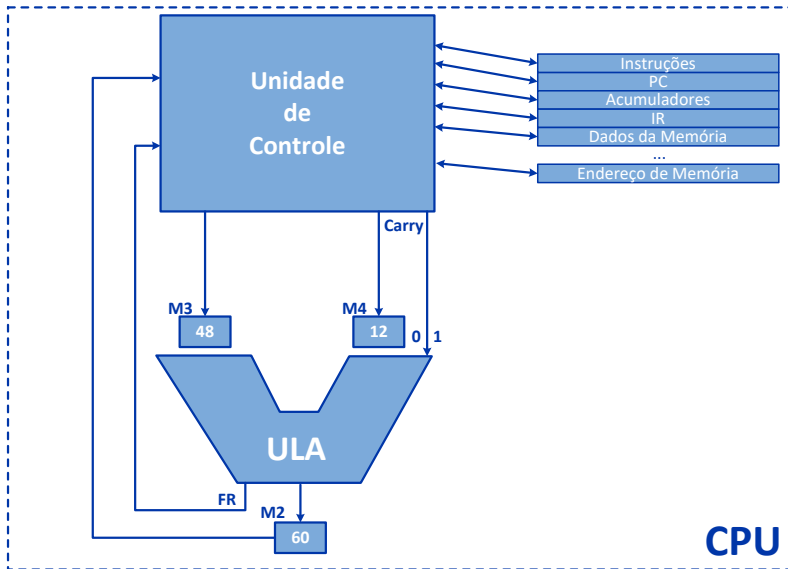 Unidade
de
Controle
Instruções
PC
Acumuladores
IR
Dados da Memória
...
Endereço de Memória
Carry
M3
M4
48
12
0
1
ULA
FR
M2
60
CPU